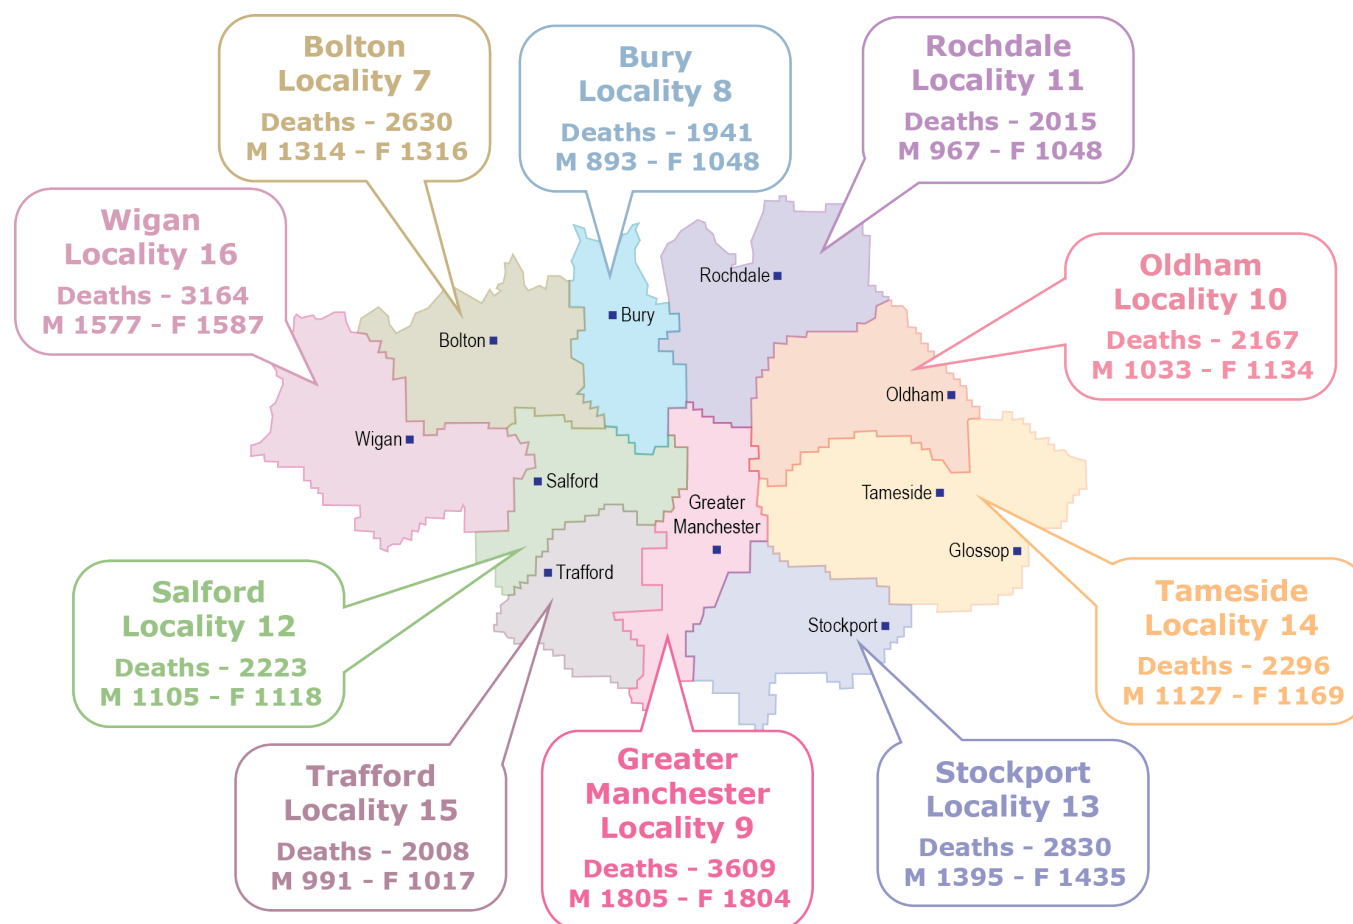 Bolton
Locality 7
Deaths - 2630
M 1314 - F 1316
Bury
Locality 8
Deaths - 1941
M 893 - F 1048
Rochdale
Locality 11
Deaths - 2015
M 967 - F 1048
Wigan
Locality 16
Deaths - 3164
M 1577 - F 1587
Oldham
Locality 10
Deaths - 2167
M 1033 - F 1134
Rochdale
Bury
Bolton
Oldham
Wigan
Salford
Tameside
Greater
Manchester
Glossop
Trafford
Stockport
Salford
Locality 12
Deaths - 2223
M 1105 - F 1118
Tameside
Locality 14
Deaths - 2296
M 1127 - F 1169
Trafford
Locality 15
Deaths - 2008
M 991 - F 1017
Greater
Manchester
Locality 9
Deaths - 3609
M 1805 - F 1804
Stockport
Locality 13
Deaths - 2830
M 1395 - F 1435